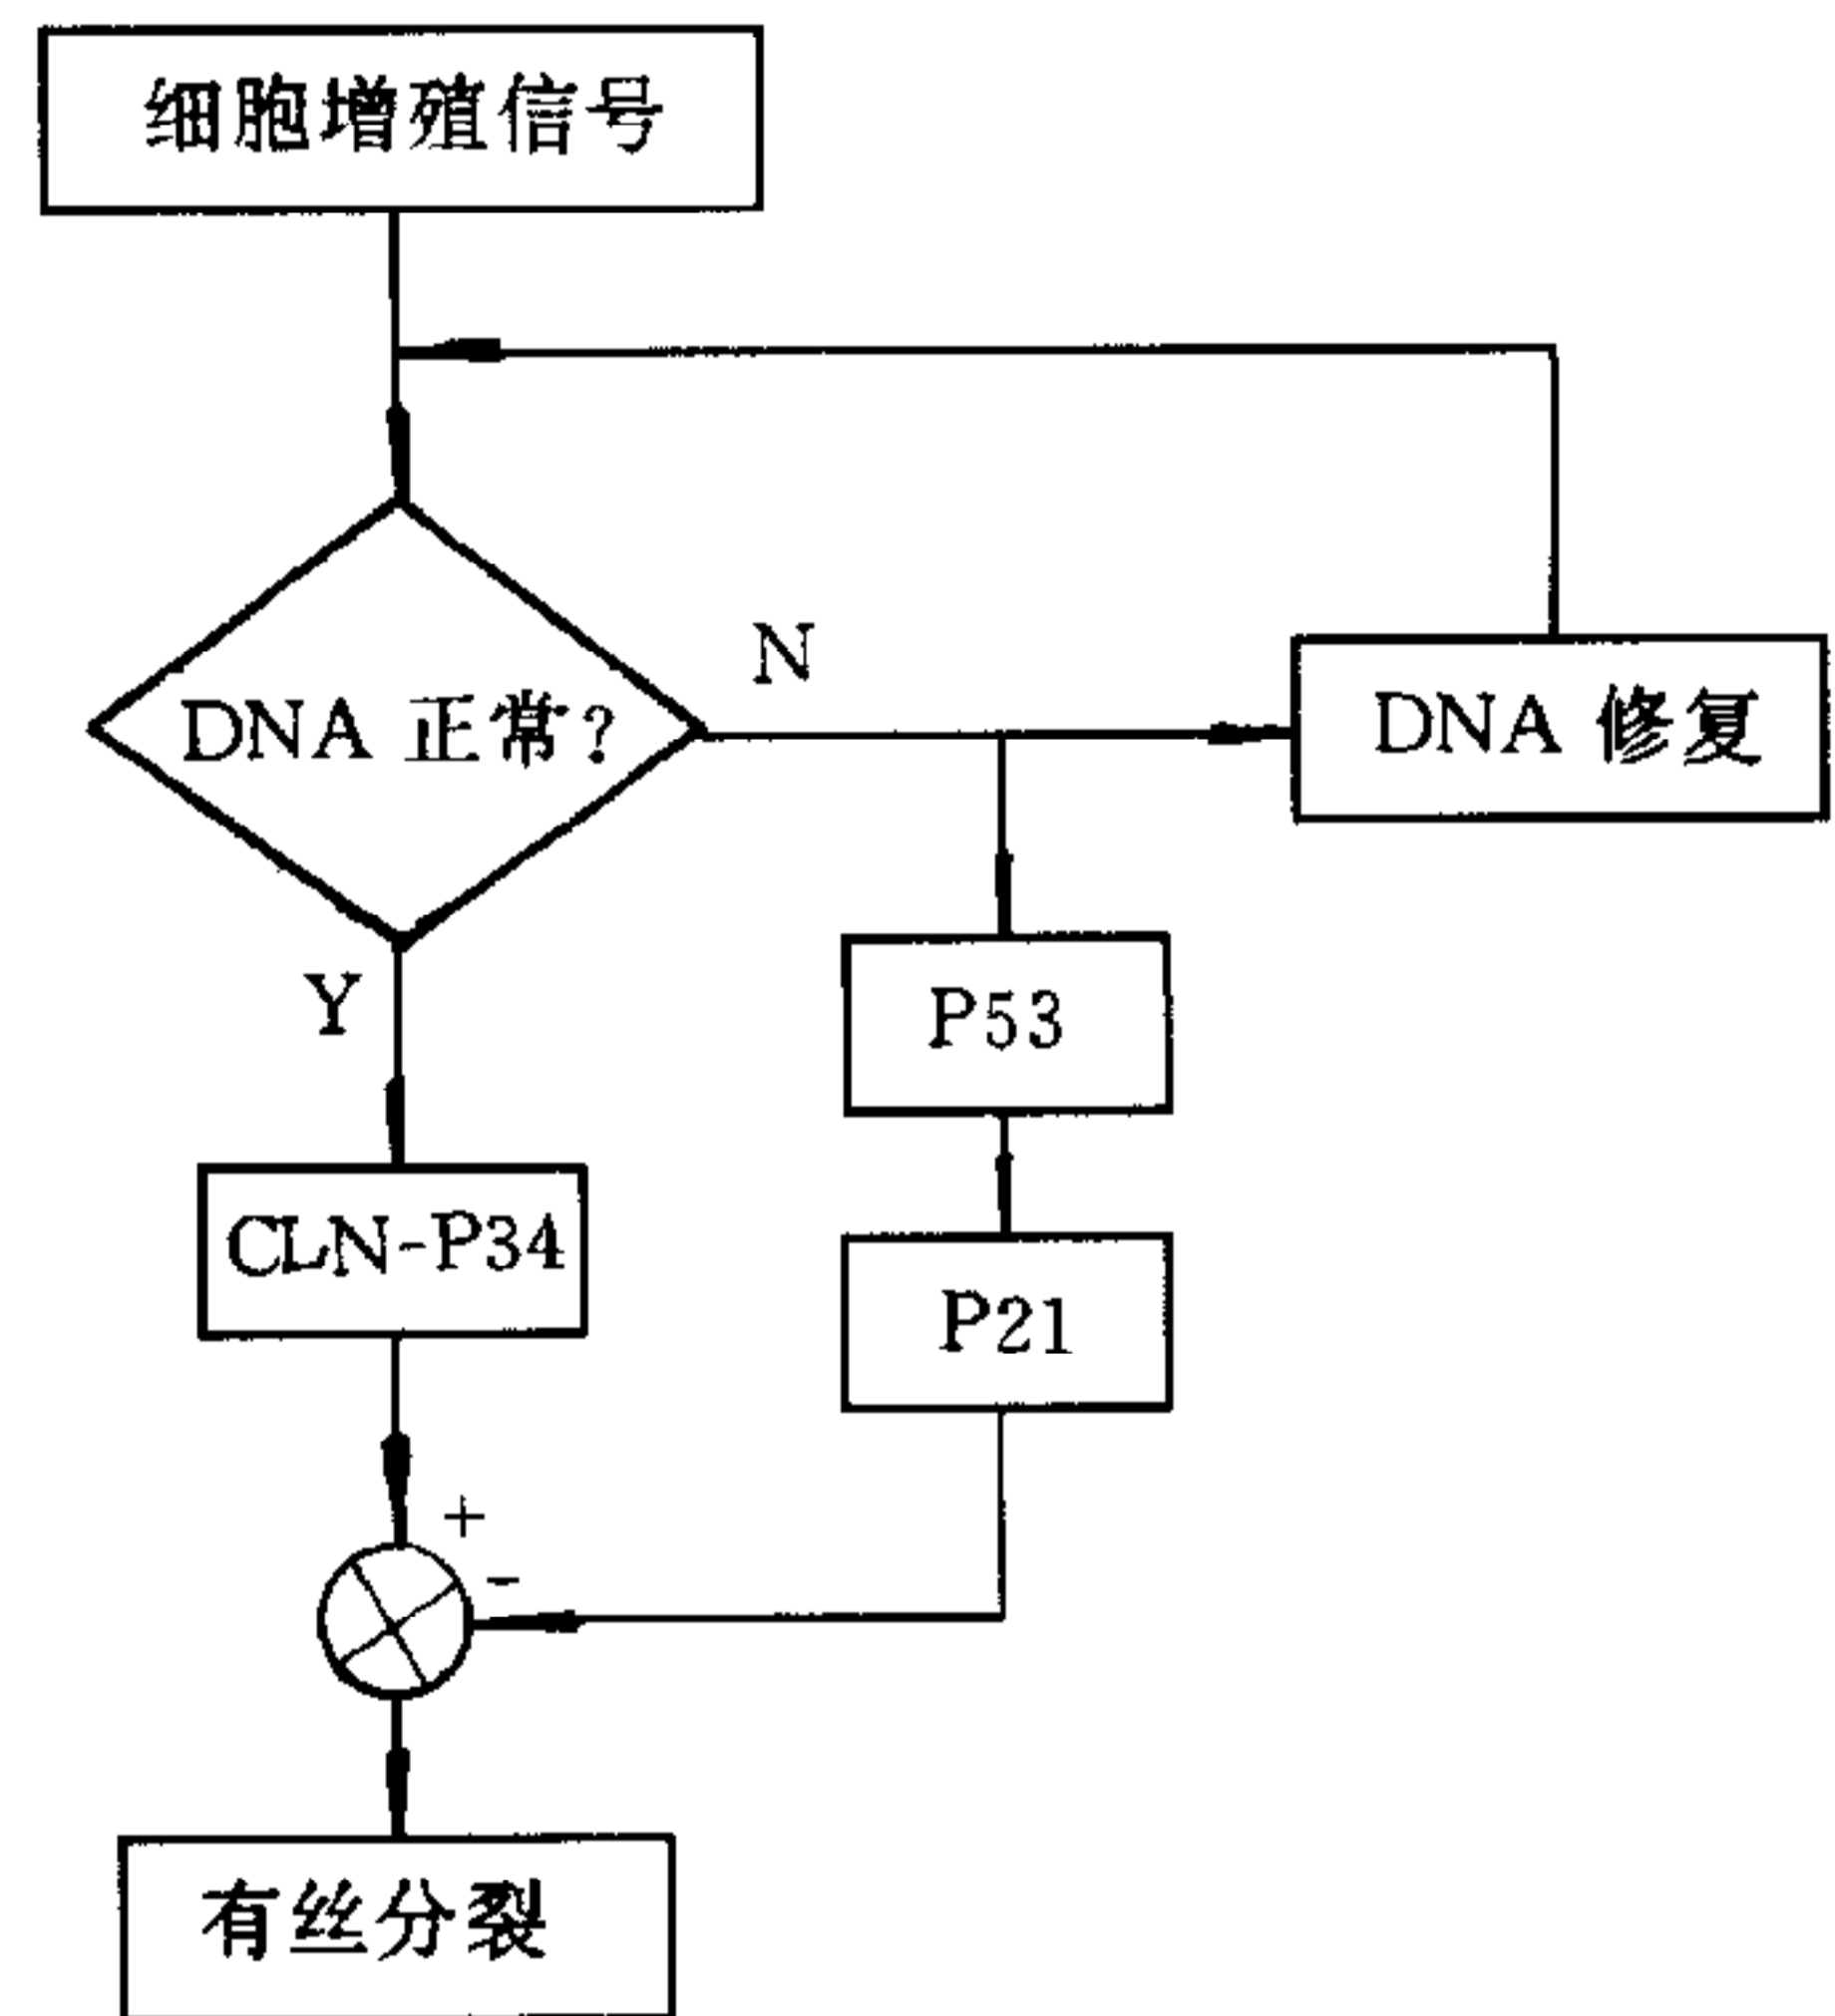 细胞增殖信号
N
DNA 正常?
DNA 修复
Y
P53
CLN-P34
P21
+
-
有丝分裂